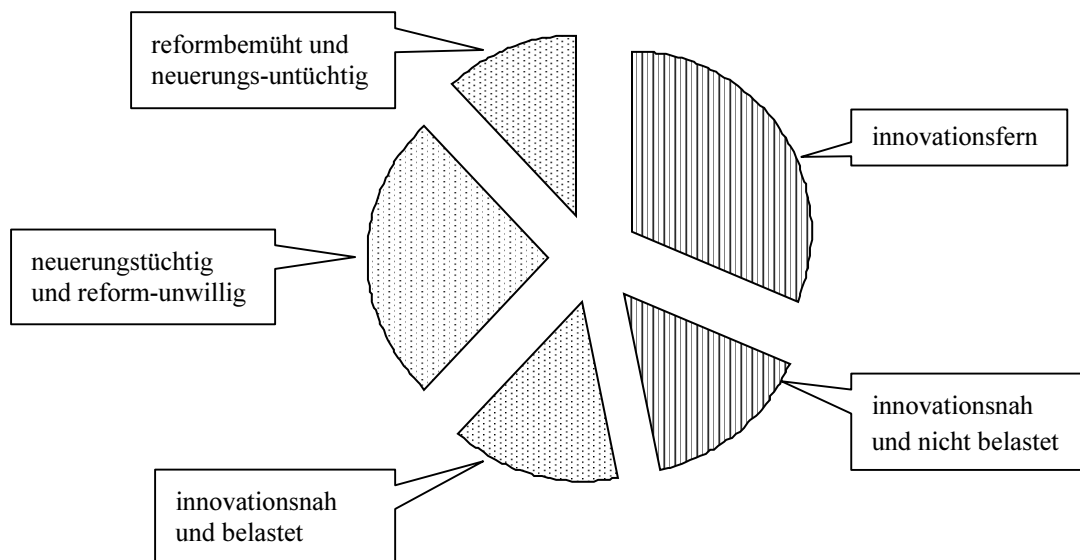 reformbemüht und
neuerungs-untüchtig
innovationsfern
neuerungstüchtig
und reform-unwillig
innovationsnah
und nicht belastet
innovationsnah
und belastet